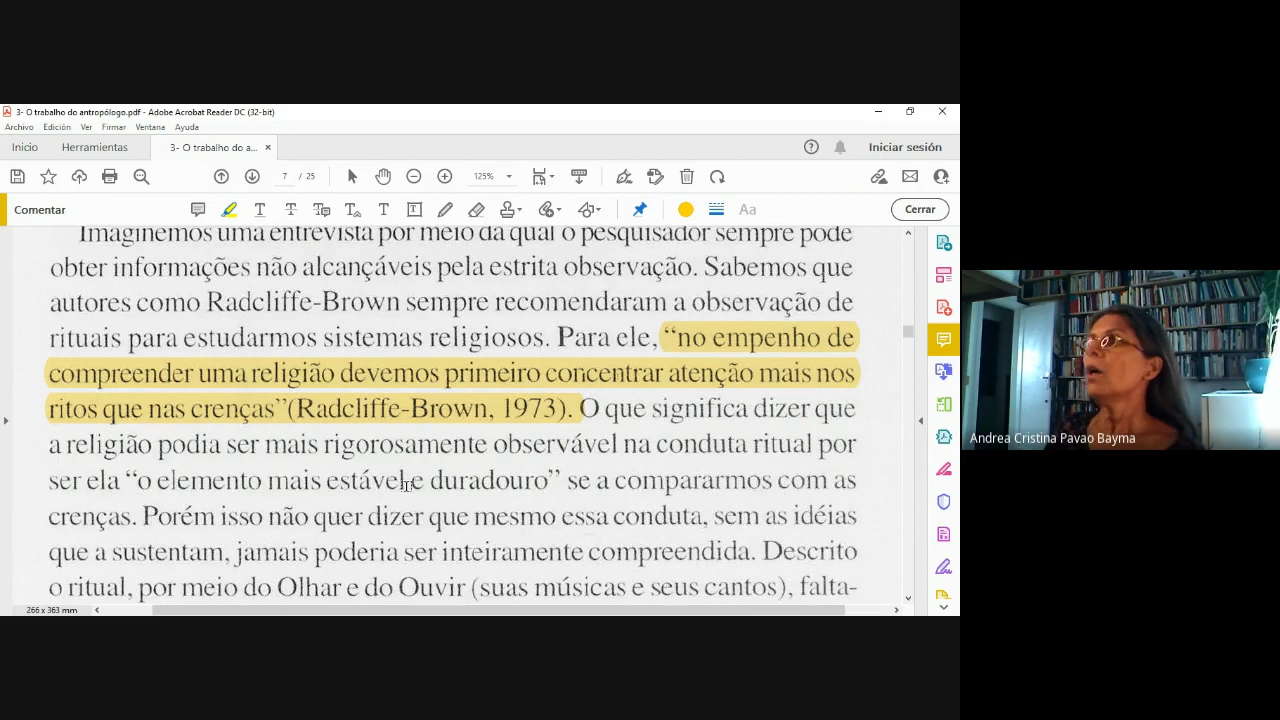 3- O trabalho do antropólogo.pdf - Adobe Acrobat Reader DC (32-bit)
Archivo Edición Ver Firmar Ventana Ayuda
Inicio Herramientas 3- O trabalho do a... × Iniciar sesión
7 / 25 125%
Comentar Aa Cerrar
Imaginemos uma entrevista por meio da qual o pesquisador sempre pode
obter informações não alcançáveis pela estrita observação. Sabemos que
autores como Radcliffe-Brown sempre recomendaram a observação de
rituais para estudarmos sistemas religiosos. Para ele, “no empenho de
compreender uma religião devemos primeiro concentrar atenção mais nos
ritos que nas crenças”(Radcliffe-Brown, 1973). O que significa dizer que
a religião podia ser mais rigorosamente observável na conduta ritual por
ser ela “o elemento mais estável e duradouro” se a compararmos com as
crenças. Porém isso não quer dizer que mesmo essa conduta, sem as idéias
que a sustentam, jamais poderia ser inteiramente compreendida. Descrito
o ritual, por meio do Olhar e do Ouvir (suas músicas e seus cantos), falta-
266 x 363 mm
Andrea Cristina Pavao Bayma